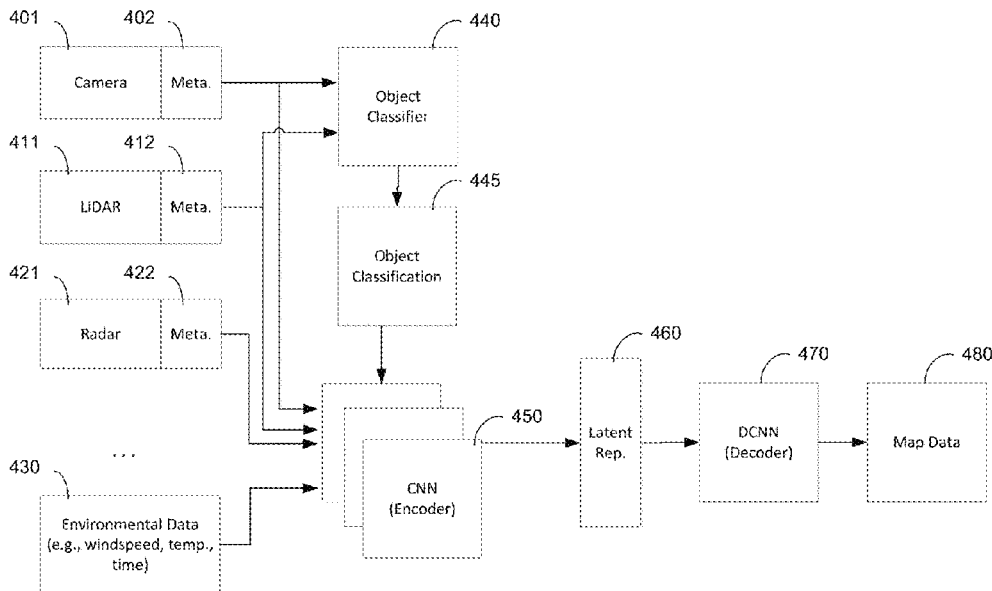 401
402
440
Camera
Meta.
Object
Classifier
411
412
445
LiDAR
Meta.
Object
Classification
421
422
Radar
Meta.
460
470
480
450
Latent
Rep.
DCNN
(Decoder)
Map Data
...
430
CNN
(Encoder)
Environmental Data
(e.g., windspeed, temp.,
time)